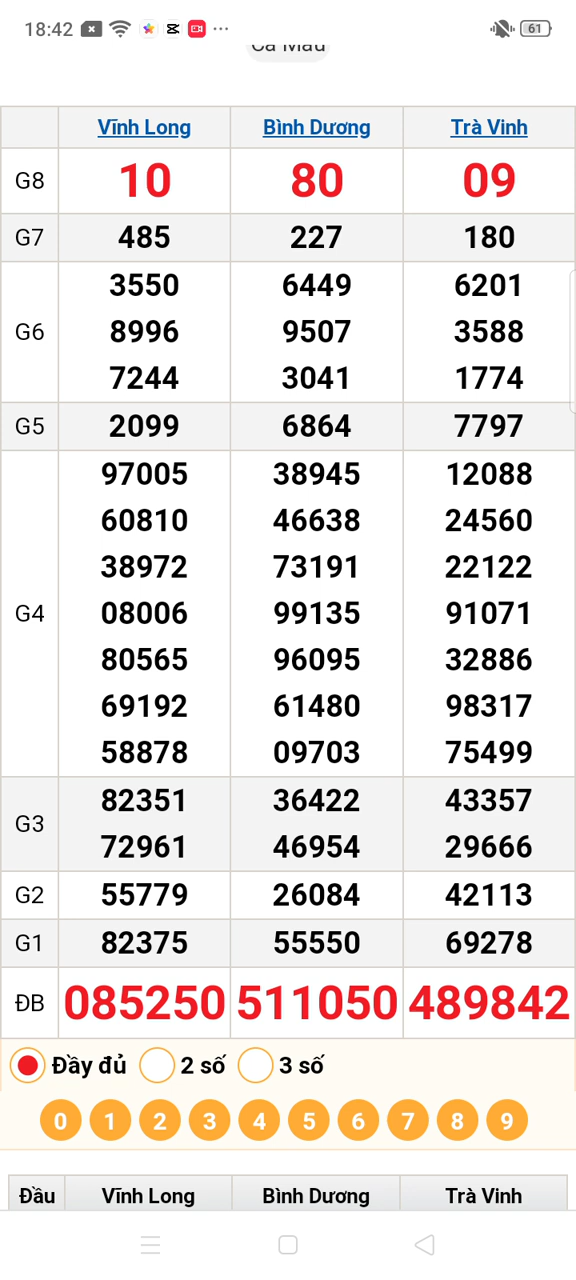 18:42 61
Cà Mau
Vĩnh Long Bình Dương Trà Vinh
G8 10 80 09
G7 485 227 180
3550 6449 6201
G6 8996 9507 3588
7244 3041 1774
G5 2099 6864 7797
97005 38945 12088
60810 46638 24560
38972 73191 22122
G4 08006 99135 91071
80565 96095 32886
69192 61480 98317
58878 09703 75499
G3 82351 36422 43357
72961 46954 29666
G2 55779 26084 42113
G1 82375 55550 69278
ĐB 085250 511050 489842
Đầy đủ 2 số 3 số
0 1 2 3 4 5 6 7 8 9
Đầu Vĩnh Long Bình Dương Trà Vinh